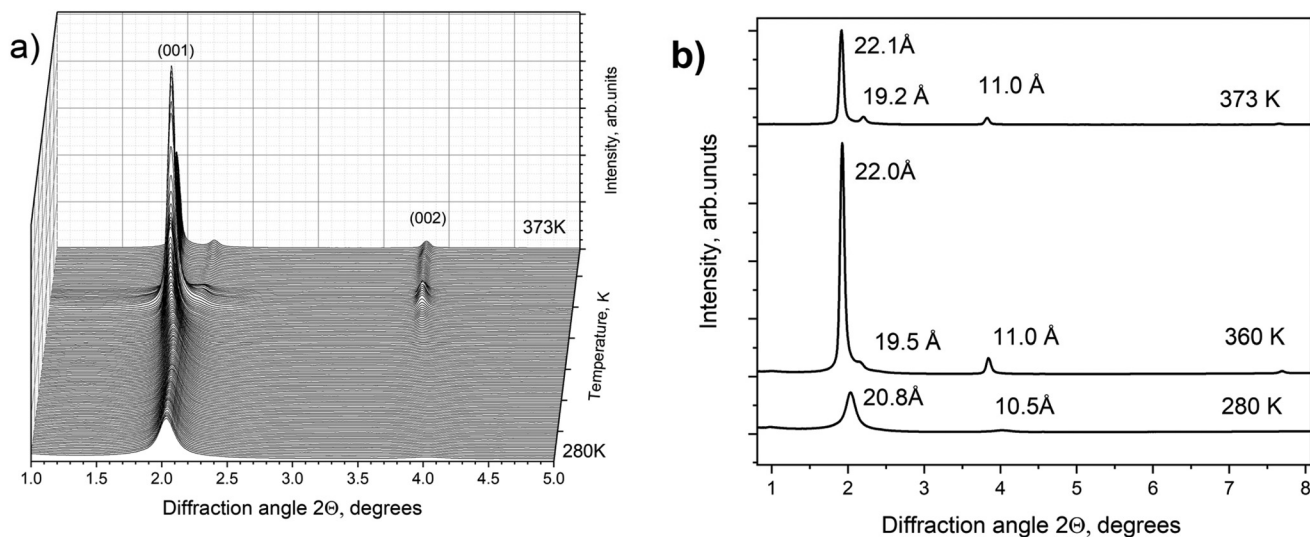 a)
(001)
(002)
373K
280K
Intensity, arb.units
Temperature, K
1.0 1.5 2.0 2.5 3.0 3.5 4.0 4.5 5.0
Diffraction angle 2Θ, degrees
b)
22.1Å
19.2 Å
11.0 Å
373 K
22.0Å
19.5 Å
11.0 Å
360 K
20.8Å
10.5Å
280 K
Intensity, arb.unuts
1 2 3 4 5 6 7 8
Diffraction angle 2Θ, degrees